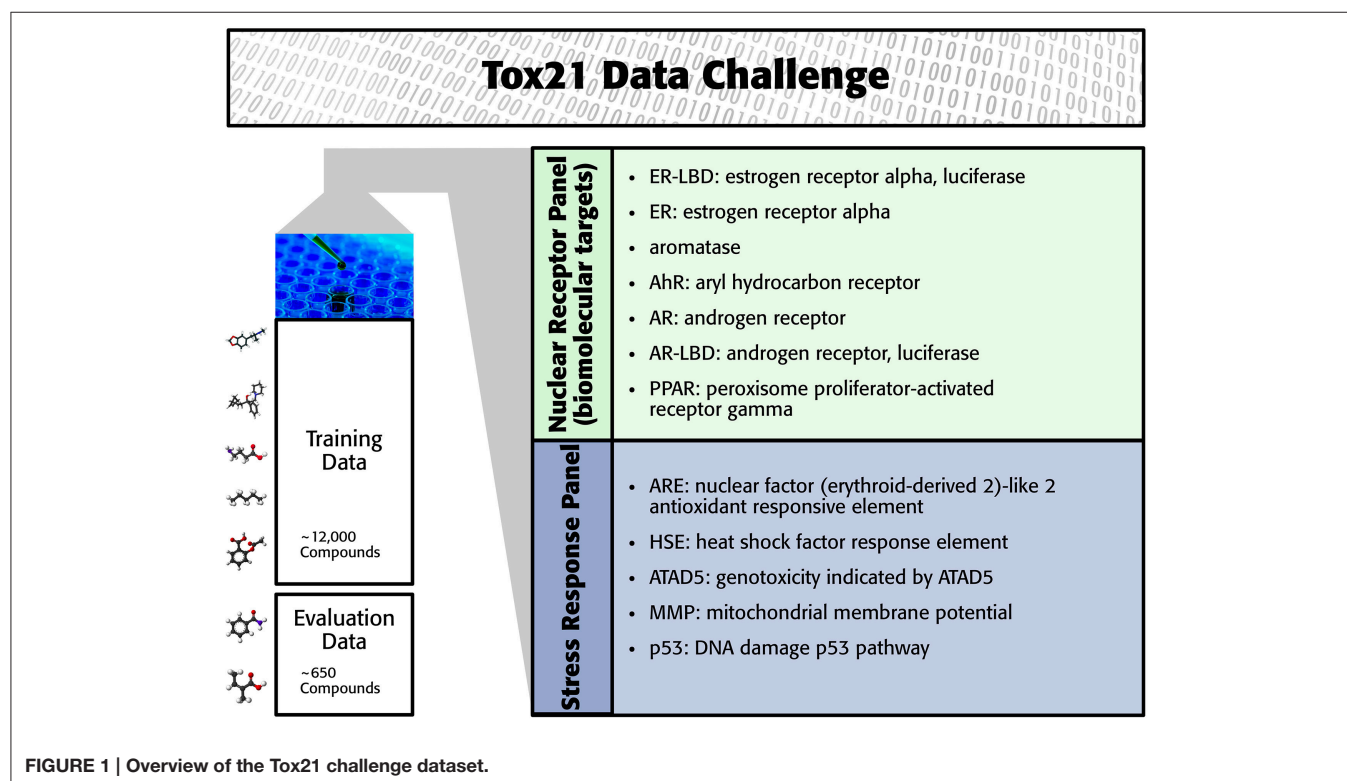 Tox21 Data Challenge
Training
Data
~12,000
Compounds
Evaluation
Data
~650
Compounds
Nuclear Receptor Panel
(biomolecular targets)
• ER-LBD: estrogen receptor alpha, luciferase
• ER: estrogen receptor alpha
• aromatase
• AhR: aryl hydrocarbon receptor
• AR: androgen receptor
• AR-LBD: androgen receptor, luciferase
• PPAR: peroxisome proliferator-activated
receptor gamma
Stress Response Panel
• ARE: nuclear factor (erythroid-derived 2)-like 2
antioxidant responsive element
• HSE: heat shock factor response element
• ATAD5: genotoxicity indicated by ATAD5
• MMP: mitochondrial membrane potential
• p53: DNA damage p53 pathway
FIGURE 1 | Overview of the Tox21 challenge dataset.